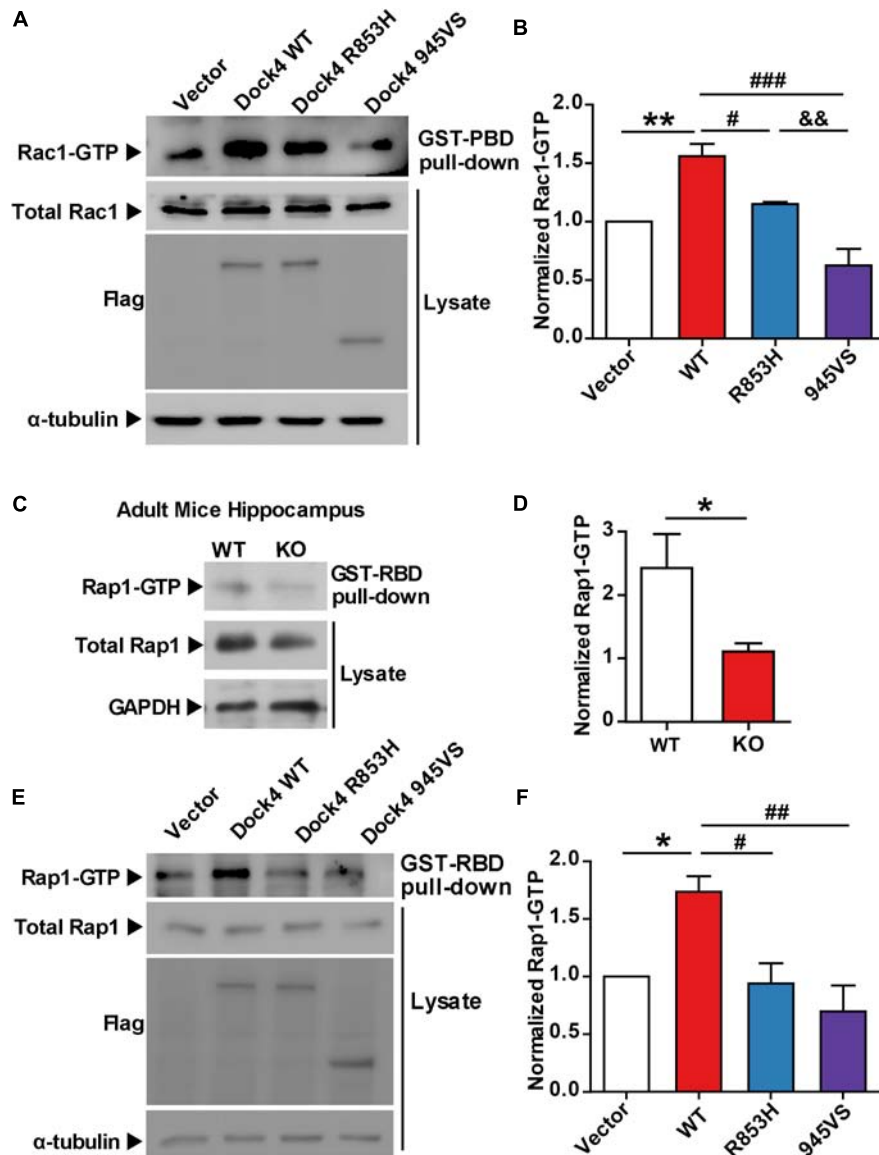 A
Vector
Dock4 WT
Dock4 R853H
Dock4 945VS
Rac1-GTP
GST-PBD
pull-down
Total Rac1
Flag
Lysate
α-tubulin
B
Normalized Rac1-GTP
2.0
1.5
1.0
0.5
0.0
###
**
#
&&
Vector
WT
R853H
945VS
C
Adult Mice Hippocampus
WT
KO
Rap1-GTP
GST-RBD
pull-down
Total Rap1
Lysate
GAPDH
D
Normalized Rap1-GTP
3
2
1
0
*
WT
KO
E
Vector
Dock4 WT
Dock4 R853H
Dock4 945VS
Rap1-GTP
GST-RBD
pull-down
Total Rap1
Flag
Lysate
α-tubulin
F
Normalized Rap1-GTP
2.0
1.5
1.0
0.5
0.0
##
*
#
Vector
WT
R853H
945VS